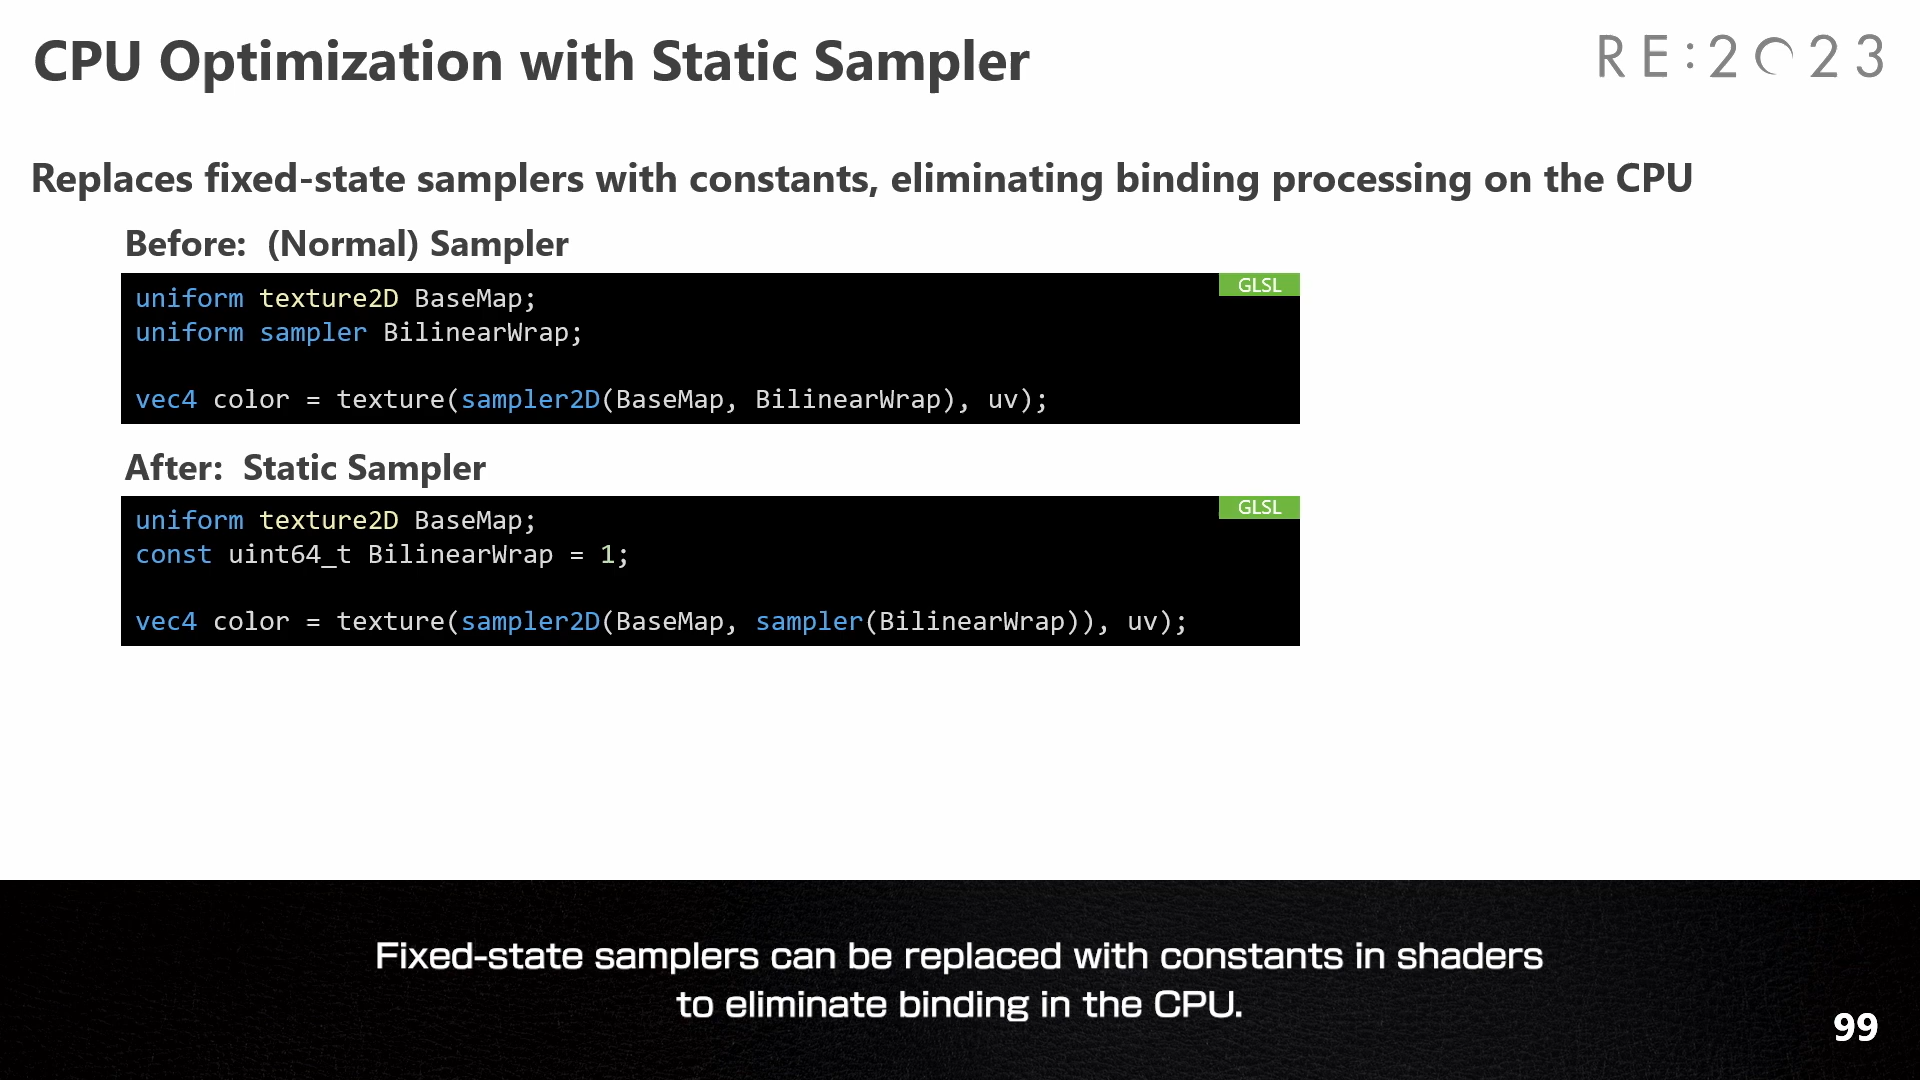 CPU Optimization with Static Sampler
RE:2023
Replaces fixed-state samplers with constants, eliminating binding processing on the CPU
Before: (Normal) Sampler
GLSL
uniform texture2D BaseMap;
uniform sampler BilinearWrap;
vec4 color = texture(sampler2D(BaseMap, BilinearWrap), uv);
After: Static Sampler
GLSL
uniform texture2D BaseMap;
const uint64_t BilinearWrap = 1;
vec4 color = texture(sampler2D(BaseMap, sampler(BilinearWrap)), uv);
Fixed-state samplers can be replaced with constants in shaders
to eliminate binding in the CPU.
99